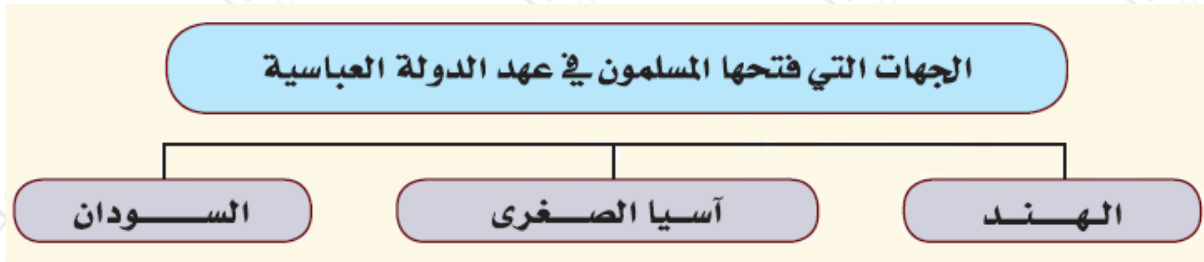 الجهات التي فتحها المسلمون في عهد الدولة العباسية
الهند
آسيا الصغرى
السودان